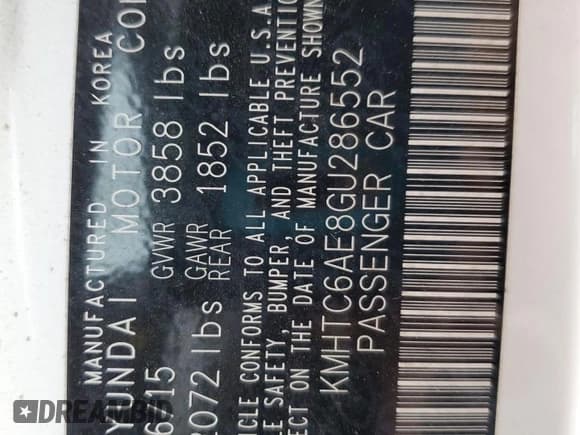 MANUFACTURED IN KOREA
YUNDAI MOTOR CO
15 GVWR 3858 lbs
2072 lbs GAWR REAR 1852 lbs
ICLE CONFORMS TO ALL APPLICABLE U.S.A.
LE SAFETY, BUMPER, AND THEFT PREVENTIO
ECT ON THE DATE OF MANUFACTURE SHOWN
KMHTC6AE8GU286552
PASSENGER CAR
DREAMBID